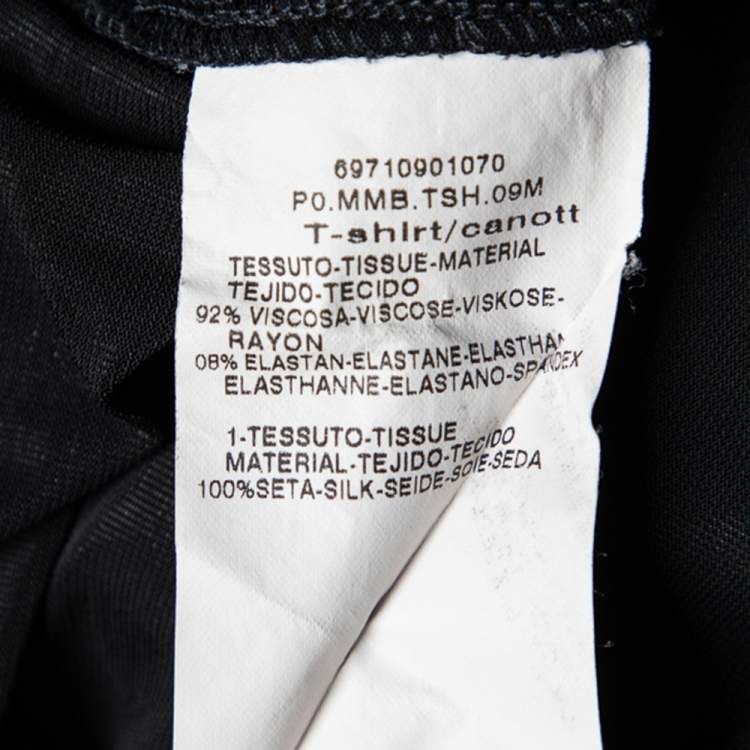 69710901070
P0.MMB.TSH.09M
T-shirt/canott
TESSUTO-TISSUE-MATERIAL
TEJIDO-TECIDO
92% VISCOSA-VISCOSE-VISKOSE-
RAYON
08% ELASTAN-ELASTANE-ELASTHAN
ELASTHANNE-ELASTANO-SPANDEX
1-TESSUTO-TISSUE
MATERIAL-TEJIDO-TECIDO
100%SETA-SILK-SEIDE-SOIE-SEDA